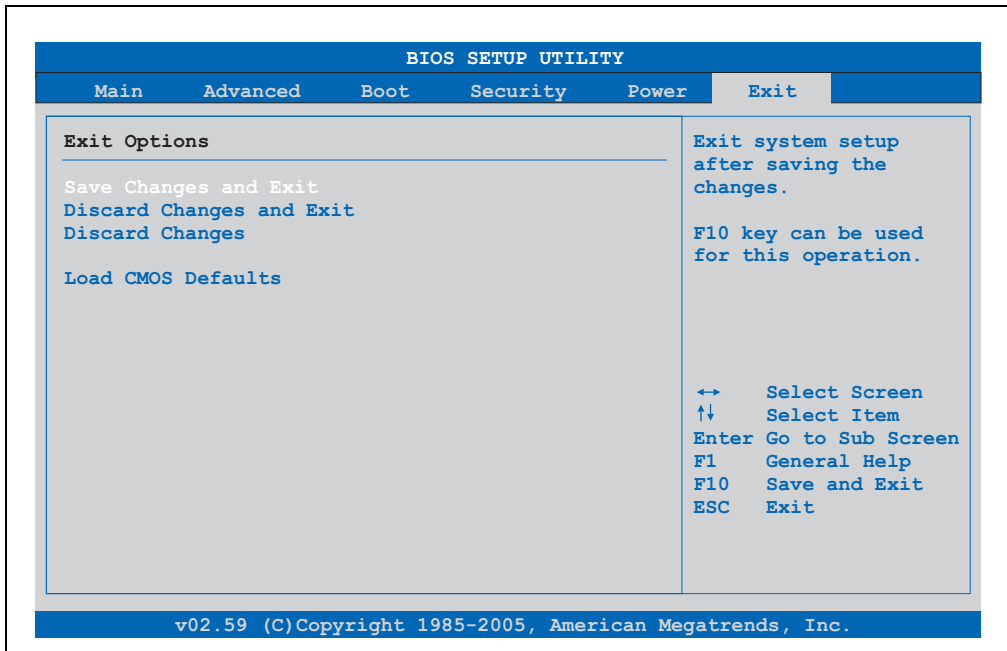 BIOS SETUP UTILITY
Main Advanced Boot Security Power Exit
Exit Options
Save Changes and Exit
Discard Changes and Exit
Discard Changes
Load CMOS Defaults
Exit system setup
after saving the
changes.
F10 key can be used
for this operation.
↔ Select Screen
↑↓ Select Item
Enter Go to Sub Screen
F1 General Help
F10 Save and Exit
ESC Exit
v02.59 (C)Copyright 1985-2005, American Megatrends, Inc.